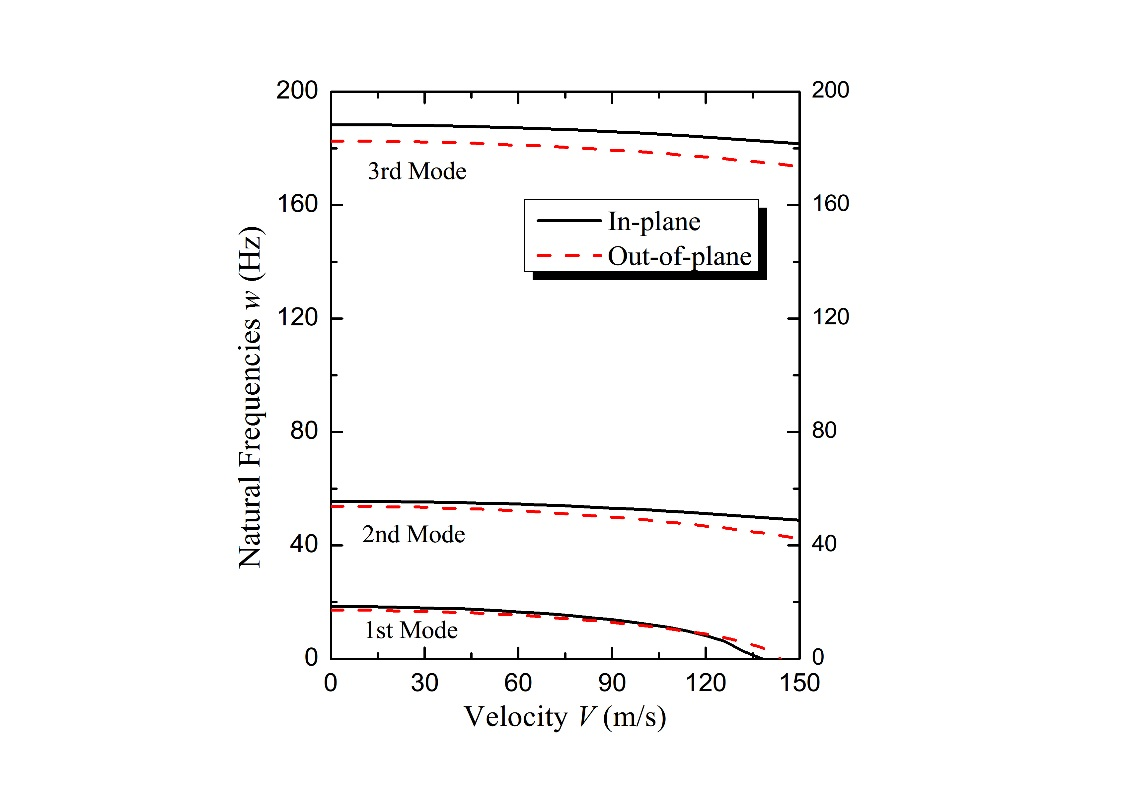 200
200
3rd Mode
160
160
In-plane
Out-of-plane
Natural Frequencies w (Hz)
120
120
80
80
2nd Mode
40
40
1st Mode
0
0
0 30 60 90 120 150
Velocity V (m/s)